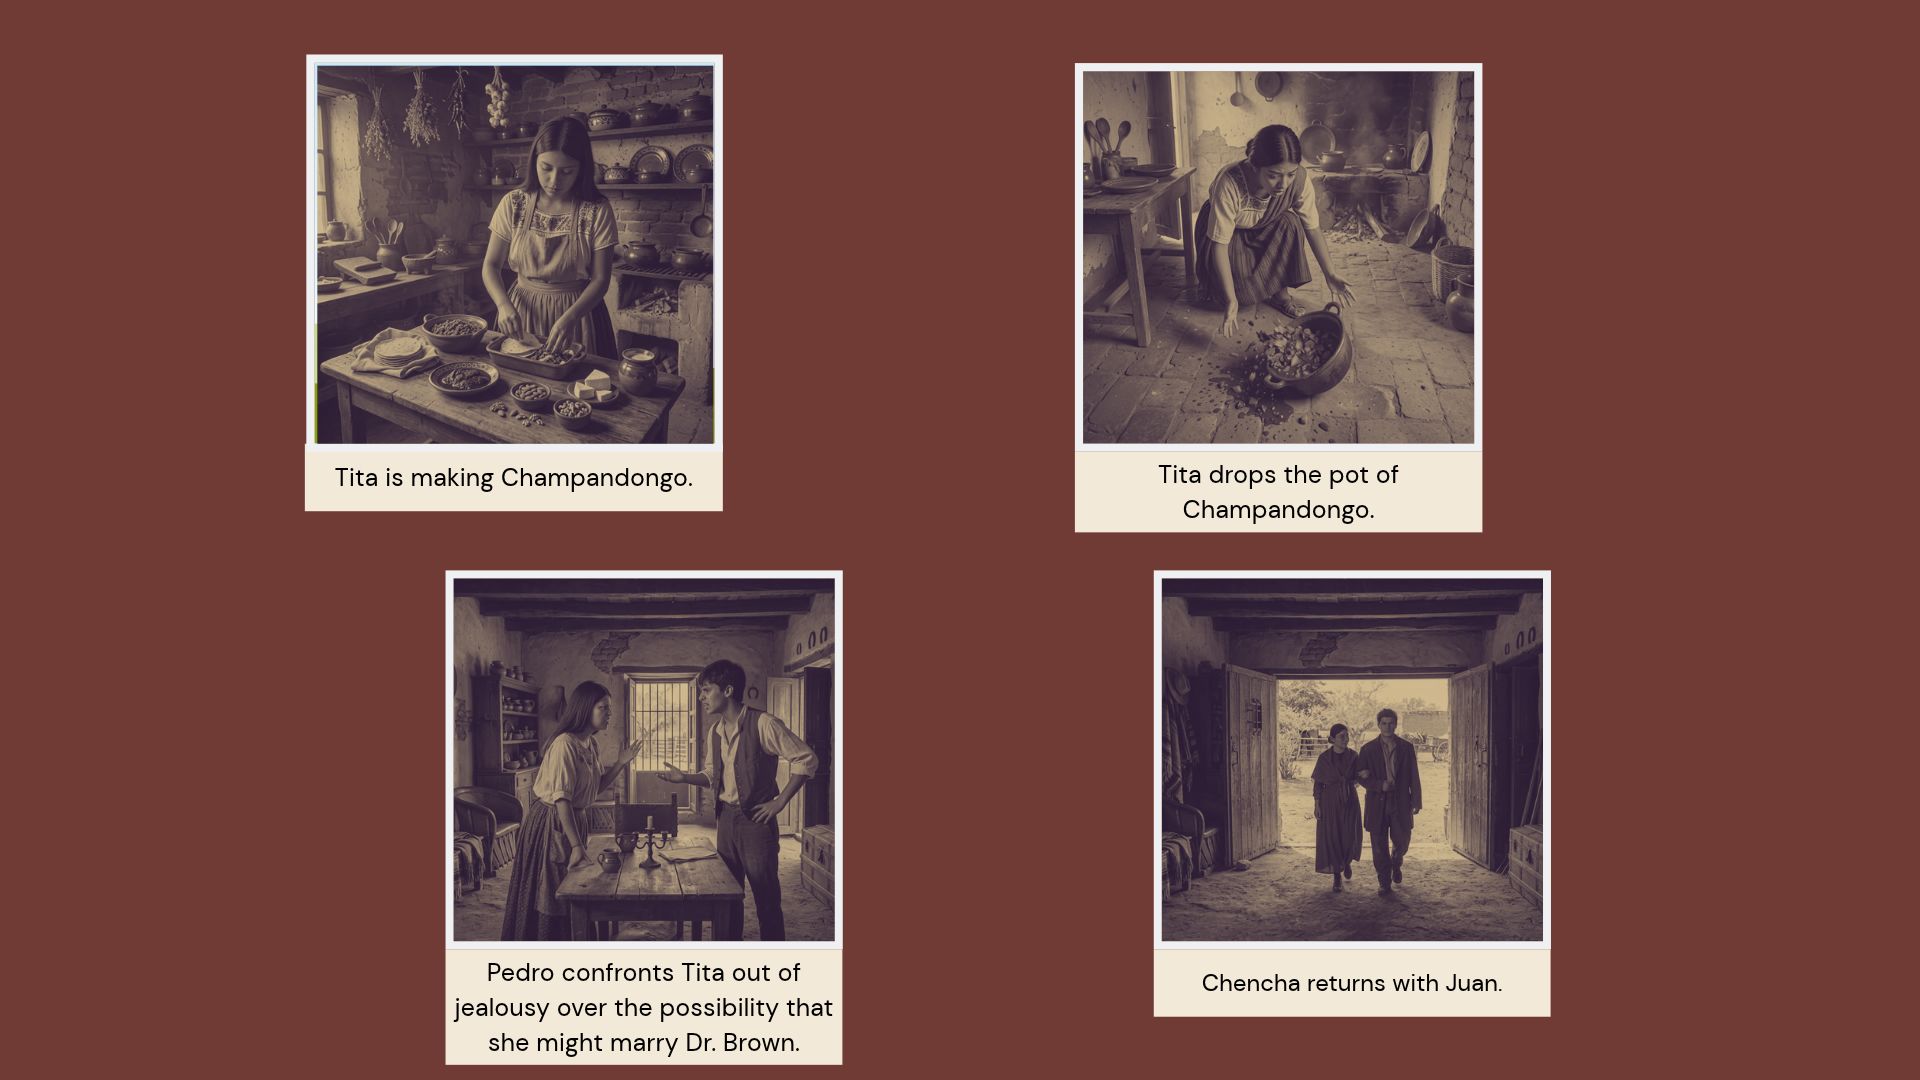 Tita is making Champandongo.
Tita drops the pot of
Champandongo.
Pedro confronts Tita out of
jealousy over the possibility that
she might marry Dr. Brown.
Chencha returns with Juan.